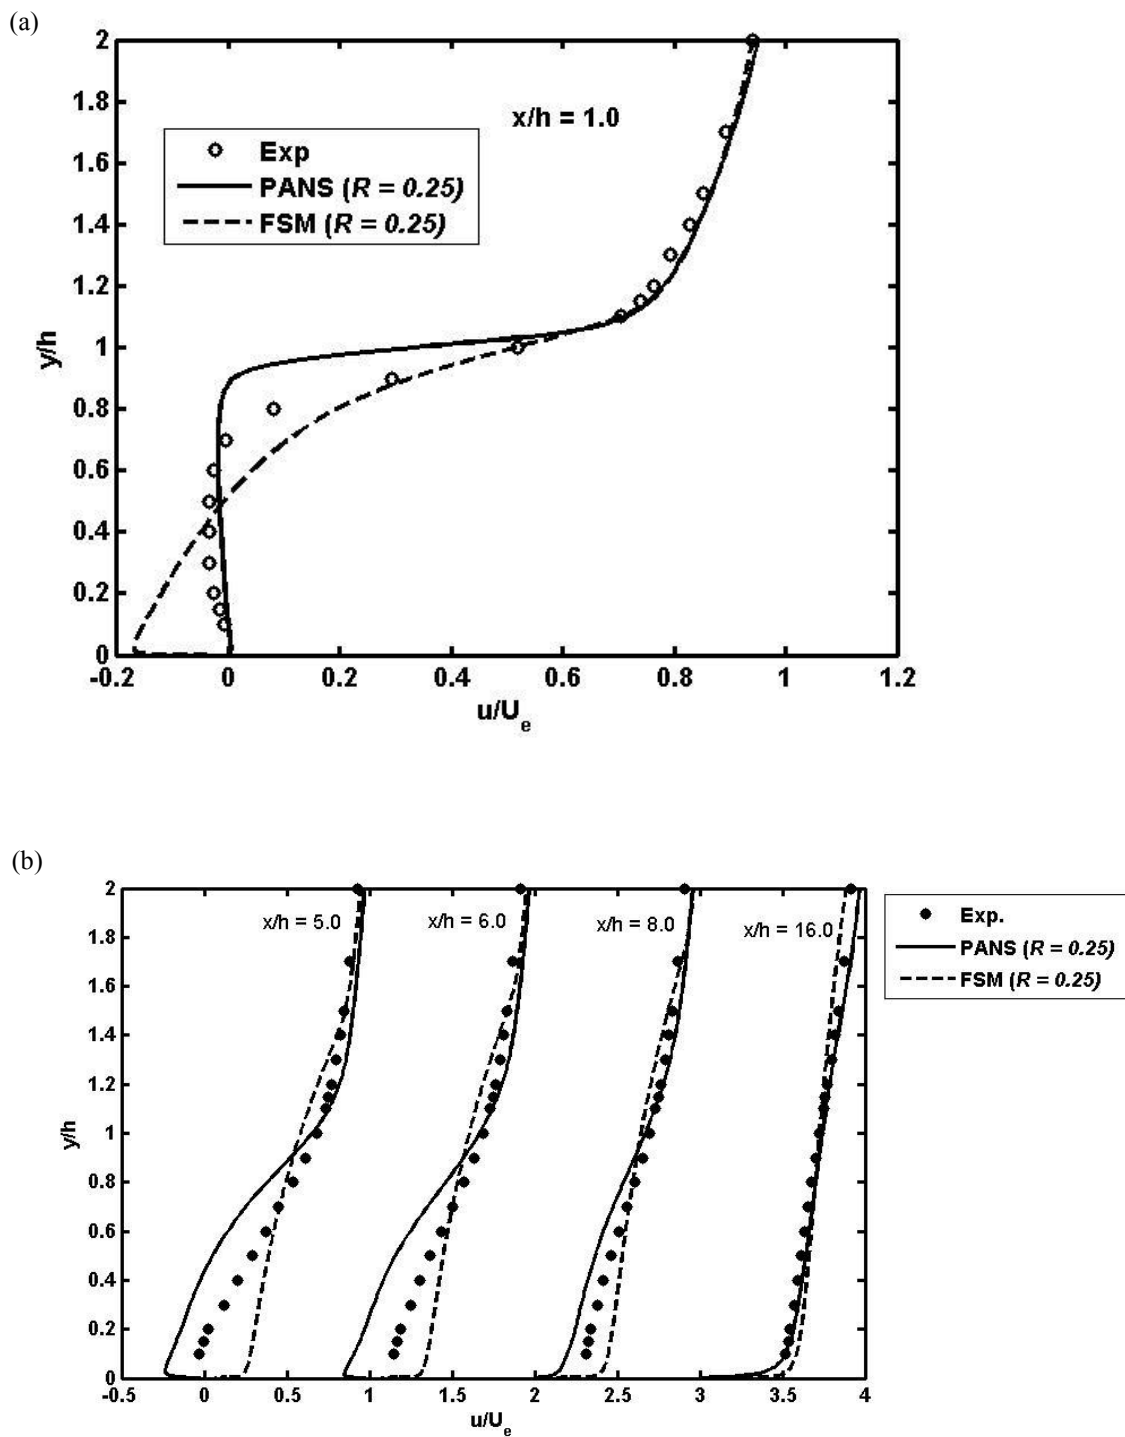 (a)
2
1.8
1.6
1.4
1.2
1
0.8
0.6
0.4
0.2
0
y/h
x/h = 1.0
Exp
PANS (R = 0.25)
FSM (R = 0.25)
-0.2 0 0.2 0.4 0.6 0.8 1 1.2
u/Ue
(b)
2
1.8
1.6
1.4
1.2
1
0.8
0.6
0.4
0.2
0
y/h
x/h = 5.0 x/h = 6.0 x/h = 8.0 x/h = 16.0
Exp.
PANS (R = 0.25)
FSM (R = 0.25)
-0.5 0 0.5 1 1.5 2 2.5 3 3.5 4
u/Ue